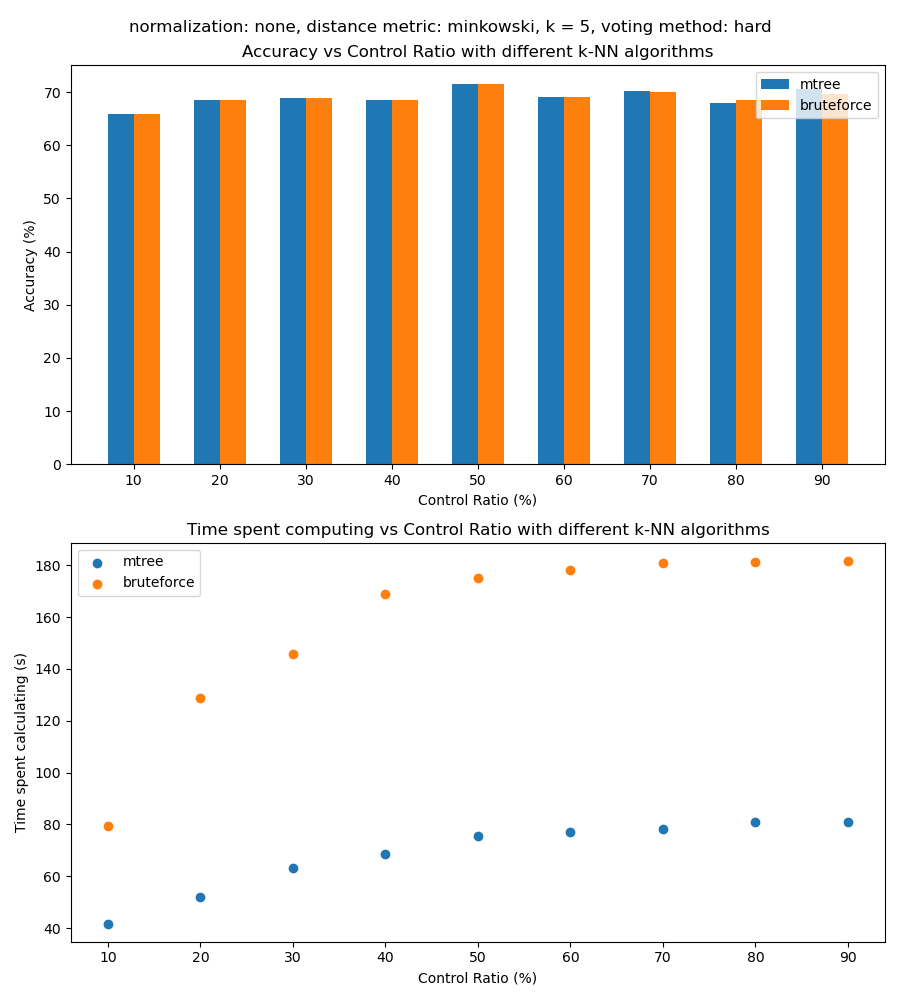 normalization: none, distance metric: minkowski, k = 5, voting method: hard
Accuracy vs Control Ratio with different k-NN algorithms
mtree
bruteforce
70
60
50
40
30
20
10
0
Accuracy (%)
10 20 30 40 50 60 70 80 90
Control Ratio (%)
Time spent computing vs Control Ratio with different k-NN algorithms
mtree
bruteforce
180
160
140
120
100
80
60
40
Time spent calculating (s)
10 20 30 40 50 60 70 80 90
Control Ratio (%)